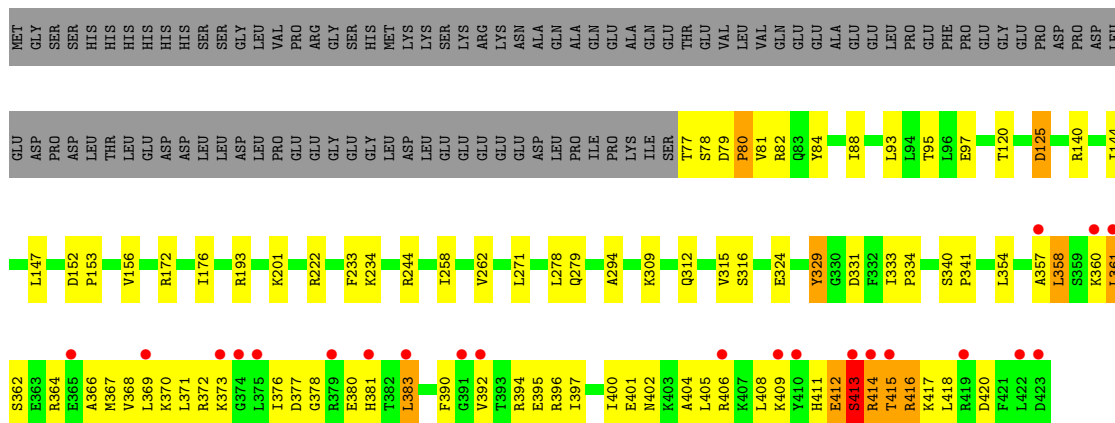 MET GLY SER SER HIS HIS HIS HIS HIS HIS SER SER GLY LEU VAL PRO ARG GLY SER HIS MET LYS LYS SER LYS ARG LYS ASN ALA GLN ALA GLN GLU ALA GLN GLU THR GLU VAL LEU VAL GLN GLU GLU ALA GLU GLU LEU PRO GLU PHE PRO GLU GLY GLU PRO ASP PRO ASP LEU
GLU ASP PRO ASP LEU THR LEU GLU ASP ASP LEU LEU ASP LEU PRO GLU GLU GLY GLU GLY LEU ASP LEU GLU GLU GLU GLU GLU ASP LEU PRO ILE PRO LYS ILE SER T77 S78 D79 P80 V81 R82 Q83 Y84 I88 L93 L94 T95 L96 E97 T120 D125 R140 I144
L147 D152 P153 V156 R172 I176 R193 K201 R222 F233 K234 R244 I258 V262 L271 L278 Q279 A294 K309 Q312 V315 S316 E324 Y329 G330 D331 F332 I333 P334 S340 P341 L354 A357 L358 S359 K360 L361
S362 E363 R364 E365 A366 M367 V368 L369 K370 L371 R372 K373 G374 L375 I376 D377 G378 R379 E380 H381 T382 L383 F390 G391 V392 T393 R394 E395 R396 I397 I400 E401 N402 K403 A404 L405 R406 K407 L408 K409 Y410 H411 E412 S413 R414 T415 R416 K417 L418 R419 D420 F421 L422 D423